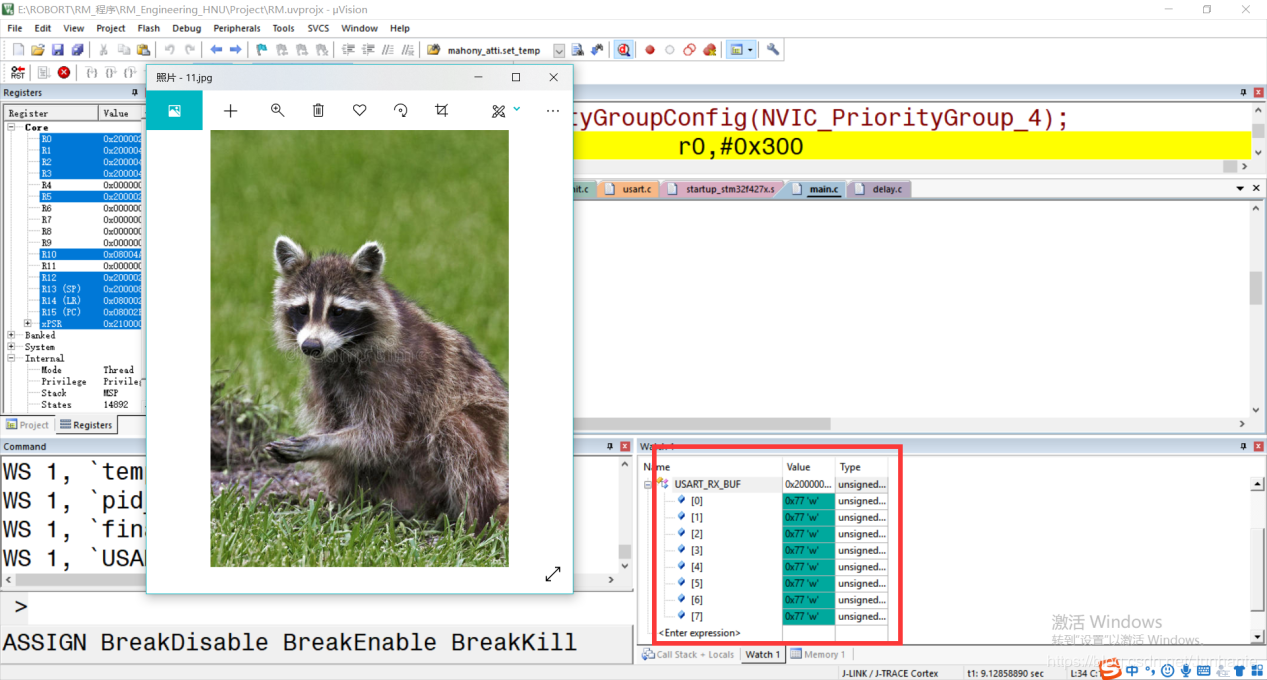 E:\ROBORT\RM_程序\RM_Engineering_HNU\Project\RM.uvprojx - µVision
File Edit View Project Flash Debug Peripherals Tools SVCS Window Help
mahony_atti.set_temp
RST
照片 - 11.jpg
Registers
Register Value
Core
R0 0x200002
R1 0x200004
R2 0x200004
R3 0x200004
R4 0x000000
R5 0x200002
R6 0x000000
R7 0x000000
R8 0x000000
R9 0x000000
R10 0x08004
R11 0x000000
R12 0x200002
R13 (SP) 0x200008
R14 (LR) 0x080002
R15 (PC) 0x08002
xPSR 0x210000
Banked
System
Internal
Mode Thread
Privilege Privile
Stack MSP
States 14892
Project Registers
tyGroupConfig(NVIC_PriorityGroup_4);
r0,#0x300
it.c usart.c startup_stm32f427x.s main.c delay.c
Command
WS 1, `tem
WS 1, `pid_
WS 1, `fin
WS 1, `USA
>
ASSIGN BreakDisable BreakEnable BreakKill
Watch 1
Name Value Type
USART_RX_BUF 0x200000... unsigned...
[0] 0x77 'w' unsigned...
[1] 0x77 'w' unsigned...
[2] 0x77 'w' unsigned...
[3] 0x77 'w' unsigned...
[4] 0x77 'w' unsigned...
[5] 0x77 'w' unsigned...
[6] 0x77 'w' unsigned...
[7] 0x77 'w' unsigned...
<Enter expression>
Call Stack + Locals Watch 1 Memory 1
激活 Windows
转到"设置"以激活 Windows。
J-LINK / J-TRACE Cortex t1: 9.12858890 sec L:34 C:
中